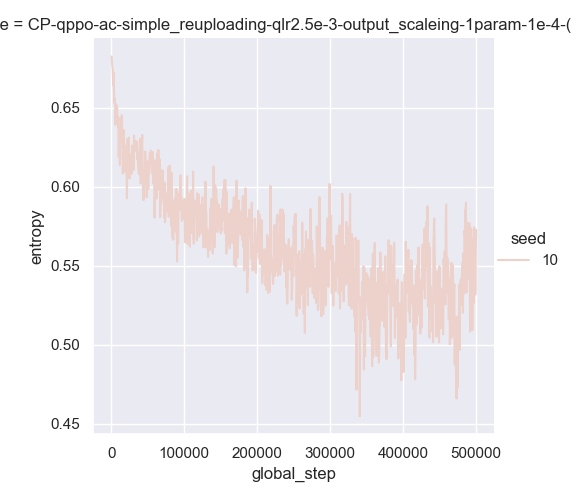 e = CP-qppo-ac-simple_reuploading-qlr2.5e-3-output_scaleing-1param-1e-4-(
0.65
0.60
0.55
0.50
0.45
entropy
0 100000 200000 300000 400000 500000
global_step
seed
10